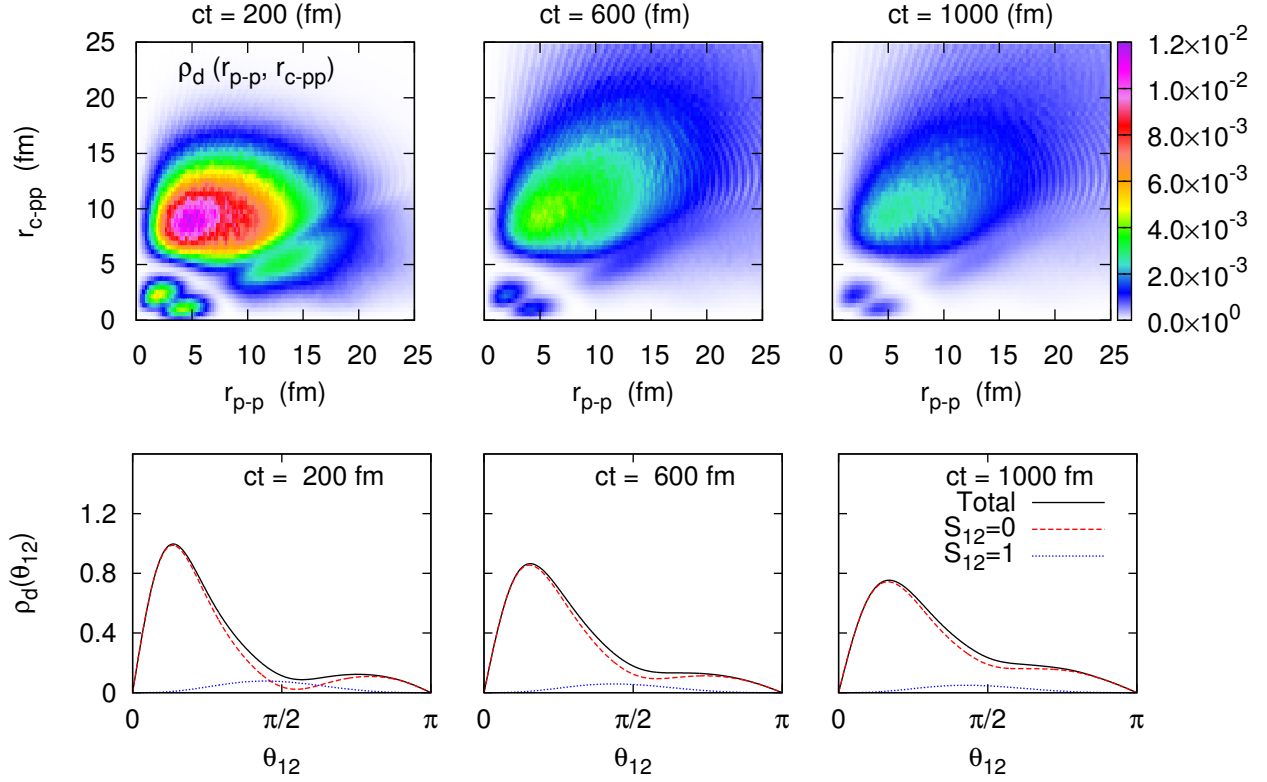 ct = 200 (fm) ct = 600 (fm) ct = 1000 (fm)
ρd (rp-p, rc-pp)
rc-pp (fm)
25
20
15
10
5
0
1.2×10-2
1.0×10-2
8.0×10-3
6.0×10-3
4.0×10-3
2.0×10-3
0.0×100
0 5 10 15 20 25 0 5 10 15 20 25 0 5 10 15 20 25
rp-p (fm) rp-p (fm) rp-p (fm)
ct = 200 fm ct = 600 fm ct = 1000 fm
Total
S12=0
S12=1
ρd(θ12)
1.2
0.8
0.4
0
0 π/2 π 0 π/2 π 0 π/2 π
θ12 θ12 θ12